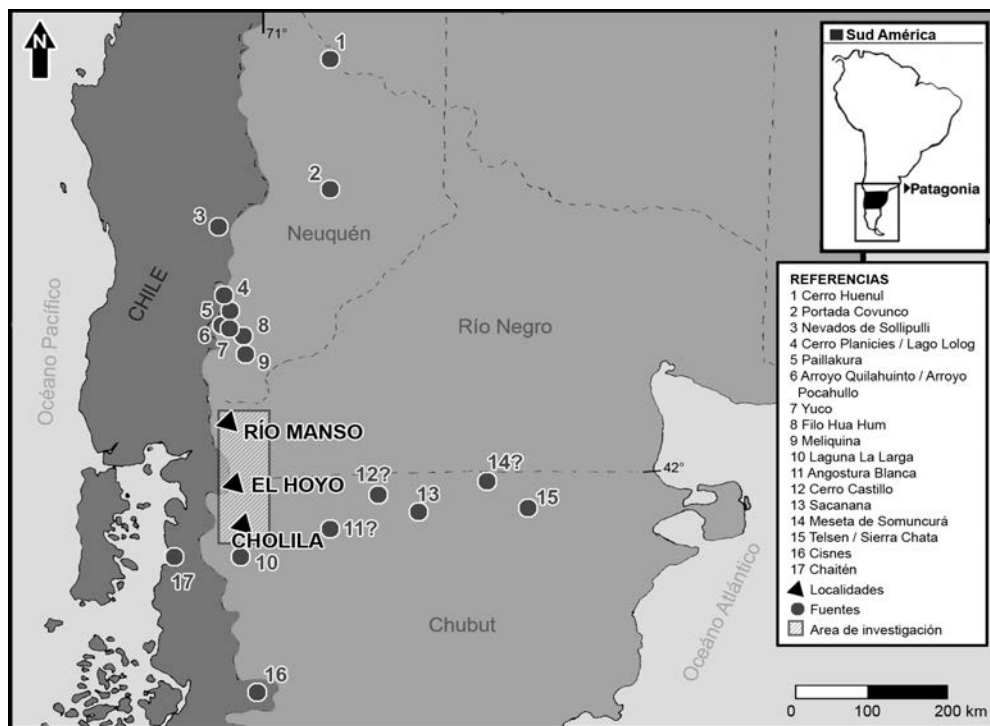 N
71°
1
2
3
Neuquén
CHILE
4
5
6
7
8
9
Río Negro
Océano Pacífico
RÍO MANSO
EL HOYO
CHOLILA
10
11?
12?
13
14?
15
42°
17
16
Chubut
Océano Atlántico
Sud América
Patagonia
REFERENCIAS
1 Cerro Huenul
2 Portada Covunco
3 Nevados de Sollipulli
4 Cerro Planicies / Lago Lolog
5 Paillakura
6 Arroyo Quilahuinto / Arroyo
Pocahullo
7 Yuco
8 Filo Hua Hum
9 Meliquina
10 Laguna La Larga
11 Angostura Blanca
12 Cerro Castillo
13 Sacanana
14 Meseta de Somuncurá
15 Telsen / Sierra Chata
16 Cisnes
17 Chaitén
Localidades
Fuentes
Area de investigación
0 100 200 km